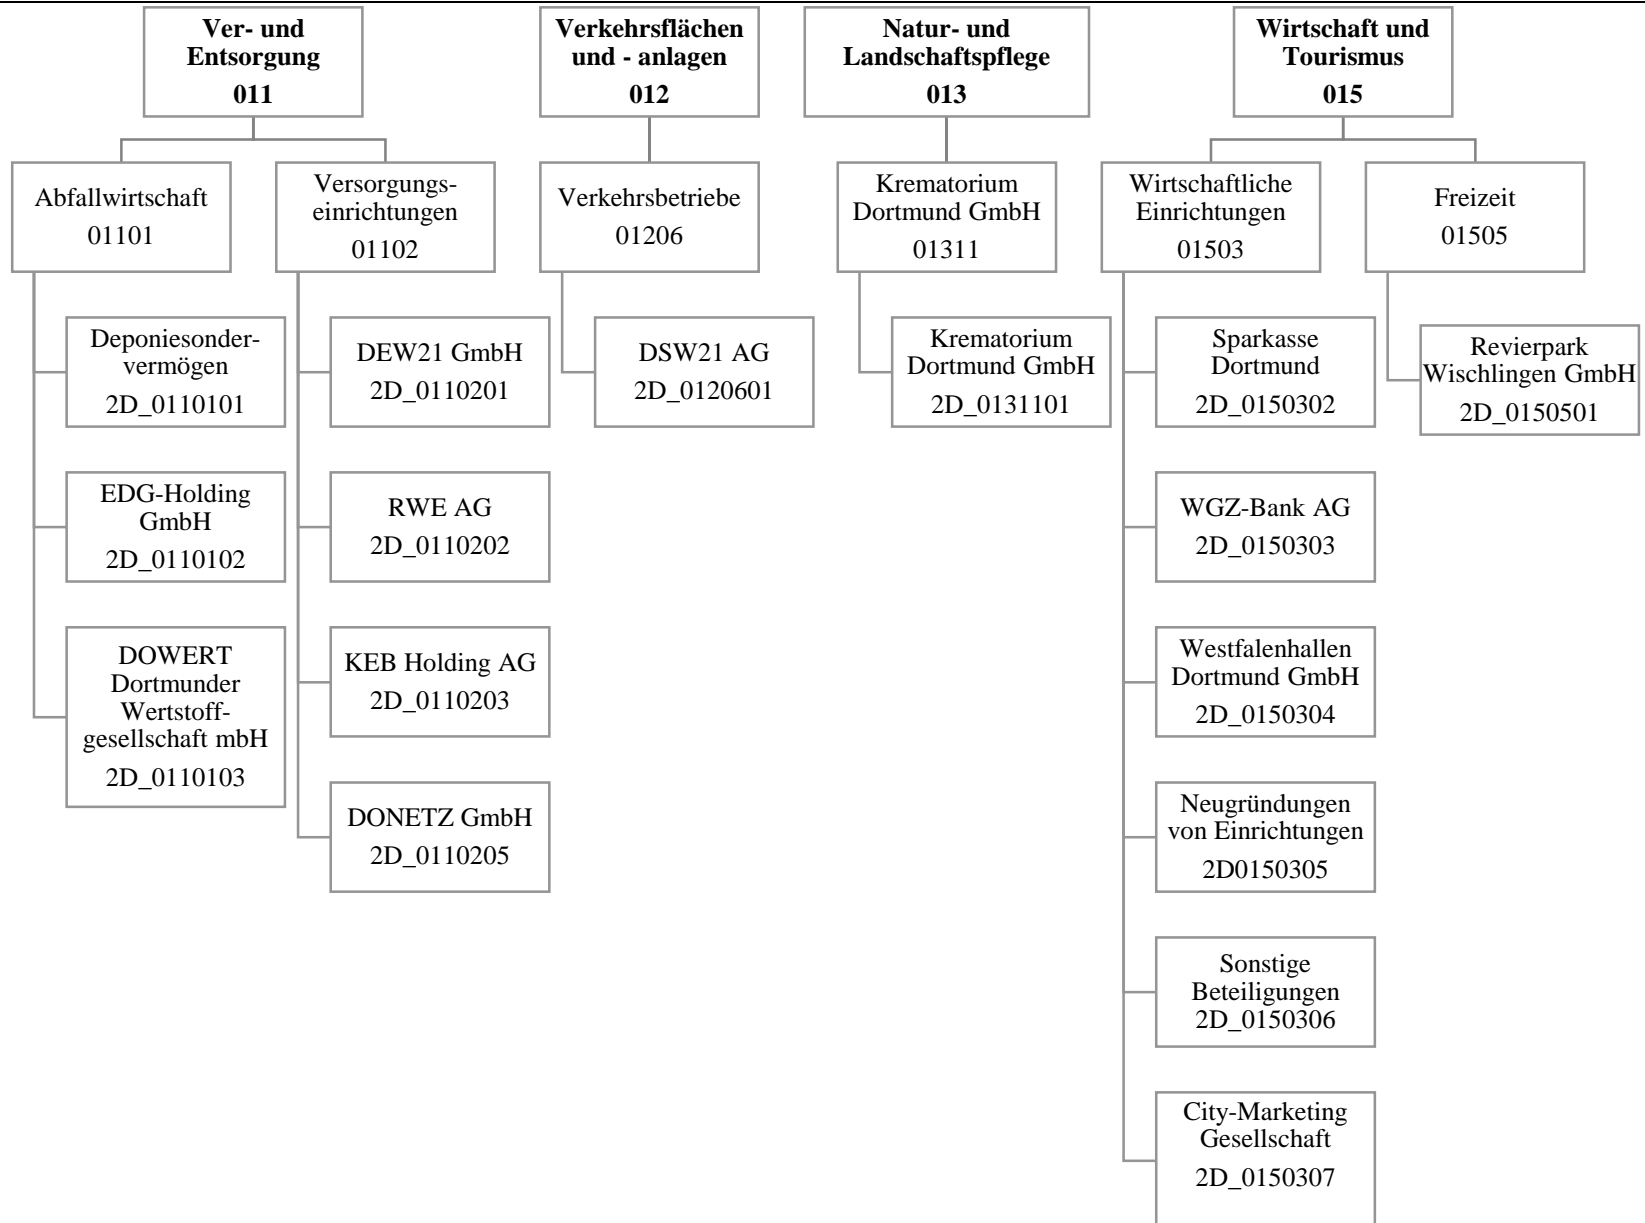 Ver- und
Entsorgung
011
Verkehrsflächen
und - anlagen
012
Natur- und
Landschaftspflege
013
Wirtschaft und
Tourismus
015
Abfallwirtschaft
01101
Versorgungs-
einrichtungen
01102
Verkehrsbetriebe
01206
Krematorium
Dortmund GmbH
01311
Wirtschaftliche
Einrichtungen
01503
Freizeit
01505
Deponiesonder-
vermögen
2D_0110101
DEW21 GmbH
2D_0110201
DSW21 AG
2D_0120601
Krematorium
Dortmund GmbH
2D_0131101
Sparkasse
Dortmund
2D_0150302
Revierpark
Wischlingen GmbH
2D_0150501
EDG-Holding
GmbH
2D_0110102
RWE AG
2D_0110202
WGZ-Bank AG
2D_0150303
DOWERT
Dortmunder
Wertstoff-
gesellschaft mbH
2D_0110103
KEB Holding AG
2D_0110203
Westfalenhallen
Dortmund GmbH
2D_0150304
DONETZ GmbH
2D_0110205
Neugründungen
von Einrichtungen
2D0150305
Sonstige
Beteiligungen
2D_0150306
City-Marketing
Gesellschaft
2D_0150307